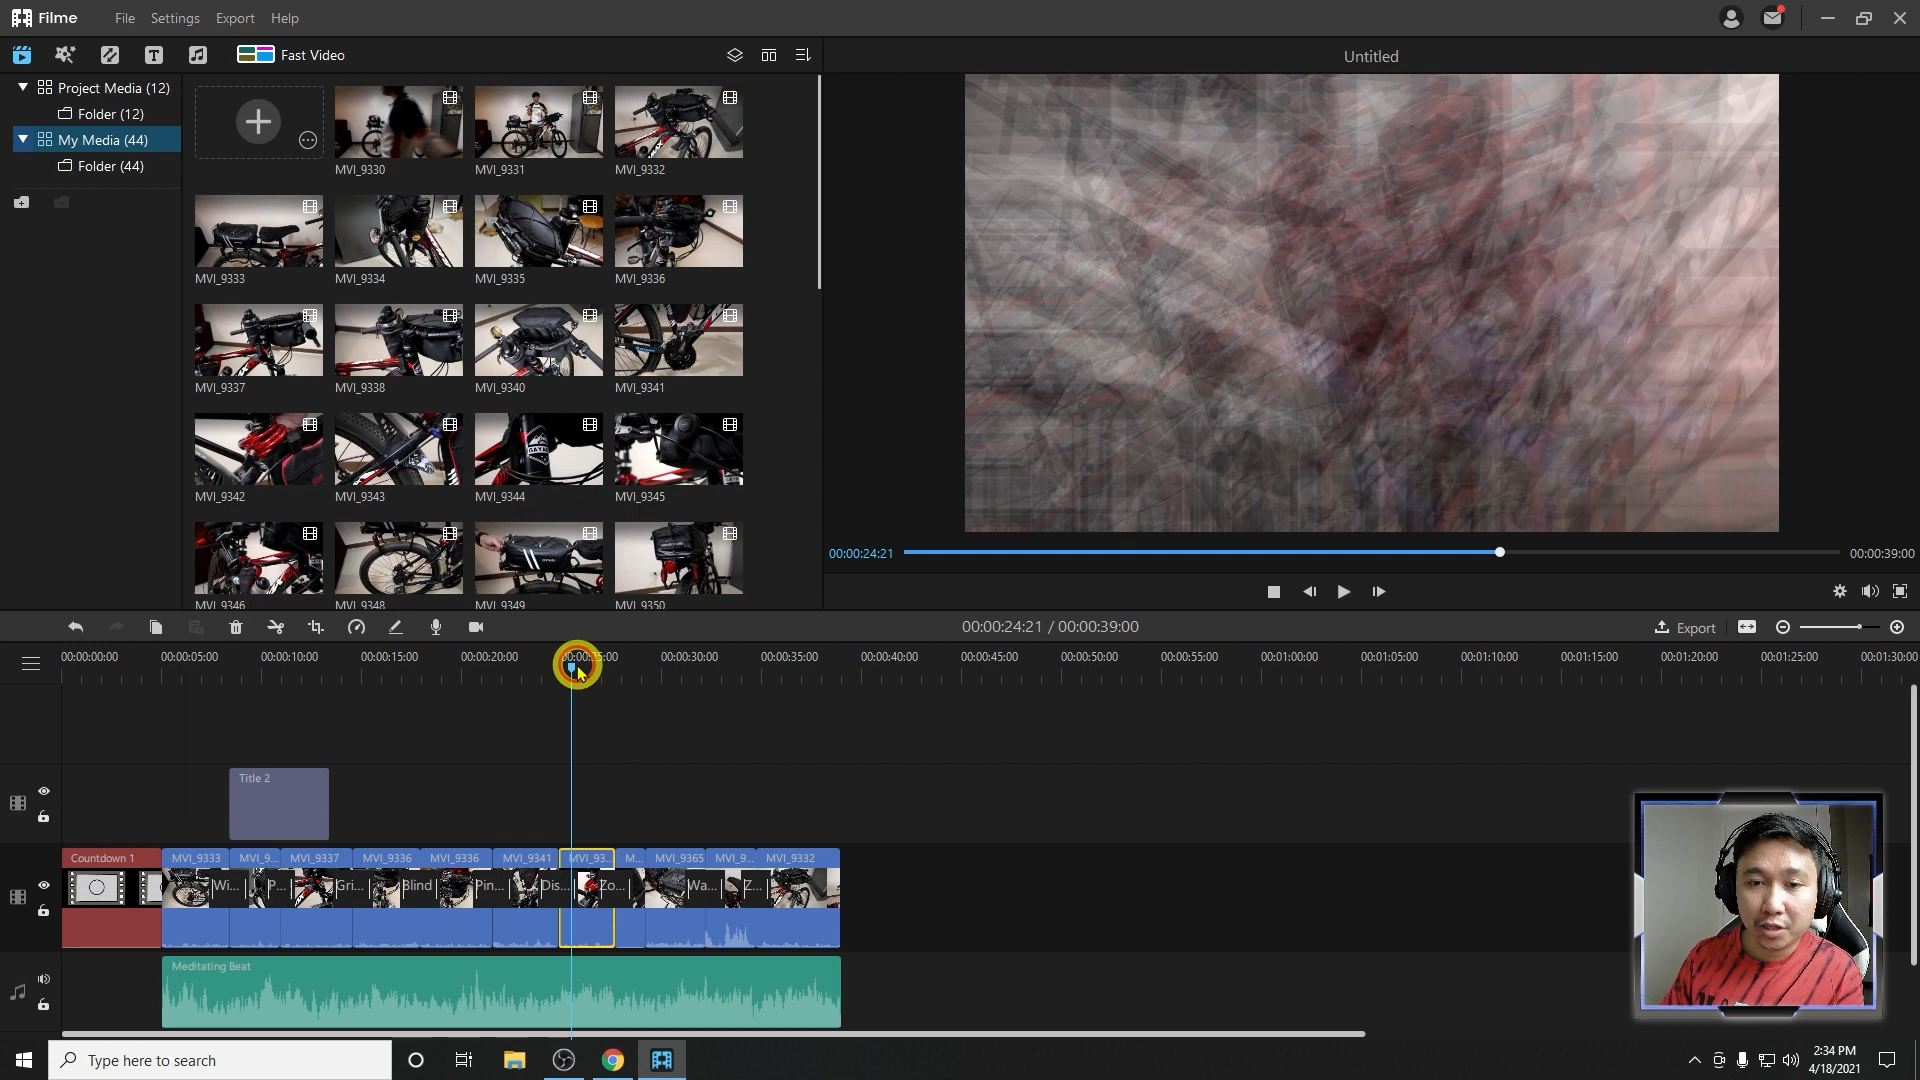 Filme
File Settings Export Help
Fast Video
Untitled
Project Media (12)
Folder (12)
My Media (44)
Folder (44)
MVI_9330 MVI_9331 MVI_9332
MVI_9333 MVI_9334 MVI_9335 MVI_9336
MVI_9337 MVI_9338 MVI_9340 MVI_9341
MVI_9342 MVI_9343 MVI_9344 MVI_9345
MVI_9346 MVI_9348 MVI_9349 MVI_9350
00:00:24:21 00:00:39:00
00:00:24:21 / 00:00:39:00
Export
00:00:00:00 00:00:05:00 00:00:10:00 00:00:15:00 00:00:20:00 00:00:30:00 00:00:35:00 00:00:40:00 00:00:45:00 00:00:50:00 00:00:55:00 00:01:00:00 00:01:05:00 00:01:10:00 00:01:15:00 00:01:20:00 00:01:25:00 00:01:30:00
Title 2
Countdown 1 MVI_9333 MVI_9... MVI_9337 MVI_9336 MVI_9336 MVI_9341 MVI_93... M... MVI_9365 MVI_9... MVI_9332
Wi... P... Gri... Blind Pin... Dis... Zo... Wa... Z...
Meditating Beat
Type here to search
2:34 PM
4/18/2021